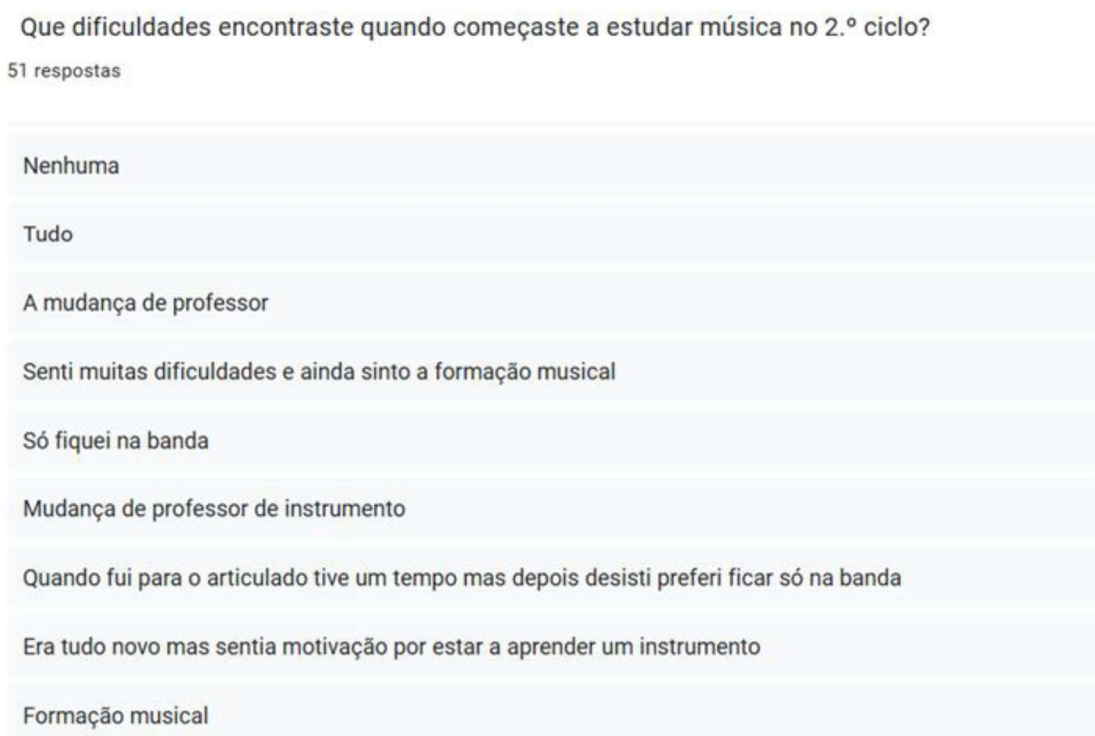 Que dificuldades encontraste quando começaste a estudar música no 2.º ciclo?
51 respostas
Nenhuma
Tudo
A mudança de professor
Senti muitas dificuldades e ainda sinto a formação musical
Só fiquei na banda
Mudança de professor de instrumento
Quando fui para o articulado tive um tempo mas depois desisti preferi ficar só na banda
Era tudo novo mas sentia motivação por estar a aprender um instrumento
Formação musical